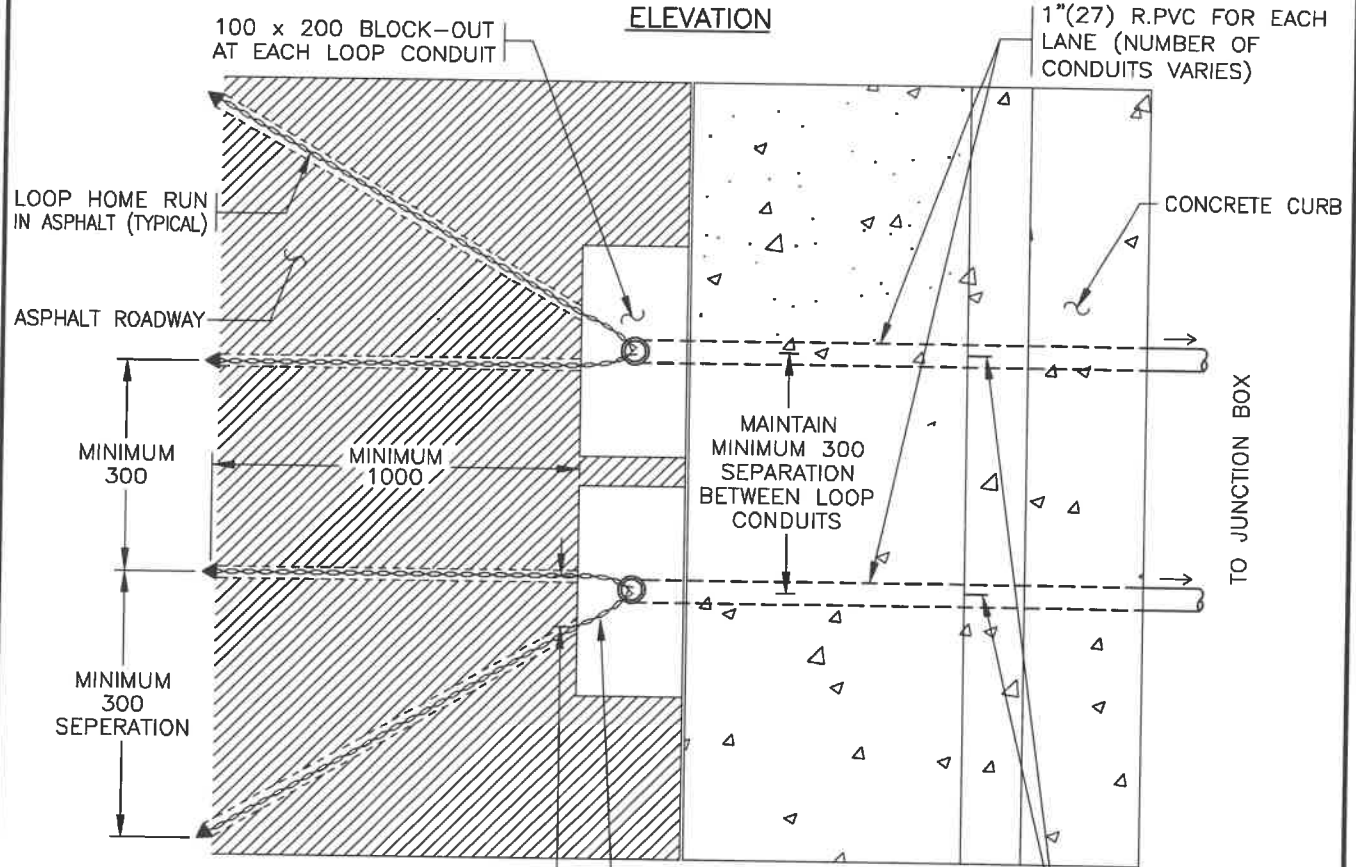 ELEVATION
100 x 200 BLOCK-OUT
AT EACH LOOP CONDUIT
1"(27) R.PVC FOR EACH
LANE (NUMBER OF
CONDUITS VARIES)
LOOP HOME RUN
IN ASPHALT (TYPICAL)
CONCRETE CURB
ASPHALT ROADWAY
MINIMUM
300
MINIMUM
1000
MAINTAIN
MINIMUM 300
SEPARATION
BETWEEN LOOP
CONDUITS
TO JUNCTION BOX
MINIMUM
300
SEPERATION